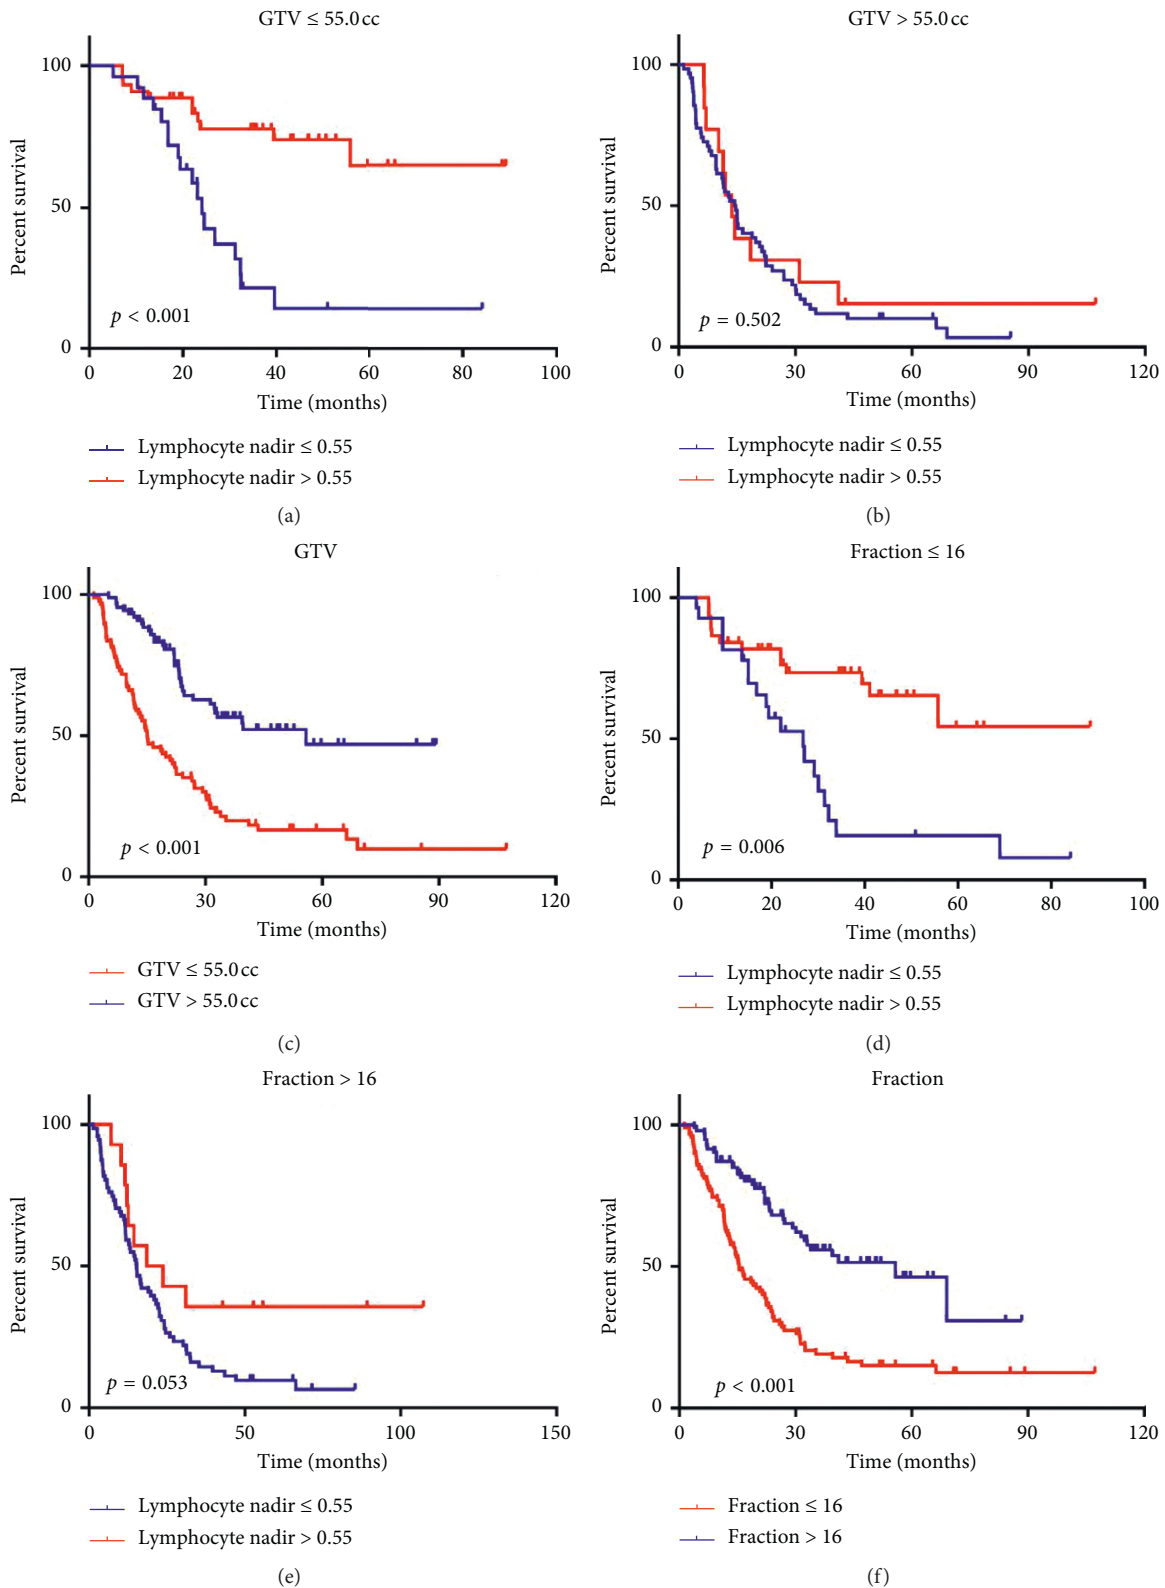 GTV ≤ 55.0 cc
100
50
0
Percent survival
p < 0.001
0 20 40 60 80 100
Time (months)
Lymphocyte nadir ≤ 0.55
Lymphocyte nadir > 0.55
(a)
GTV > 55.0 cc
100
50
0
Percent survival
p = 0.502
0 30 60 90 120
Time (months)
Lymphocyte nadir ≤ 0.55
Lymphocyte nadir > 0.55
(b)
GTV
100
50
0
Percent survival
p < 0.001
0 30 60 90 120
Time (months)
GTV ≤ 55.0 cc
GTV > 55.0 cc
(c)
Fraction ≤ 16
100
50
0
Percent survival
p = 0.006
0 20 40 60 80 100
Time (months)
Lymphocyte nadir ≤ 0.55
Lymphocyte nadir > 0.55
(d)
Fraction > 16
100
50
0
Percent survival
p = 0.053
0 50 100 150
Time (months)
Lymphocyte nadir ≤ 0.55
Lymphocyte nadir > 0.55
(e)
Fraction
100
50
0
Percent survival
p < 0.001
0 30 60 90 120
Time (months)
Fraction ≤ 16
Fraction > 16
(f)